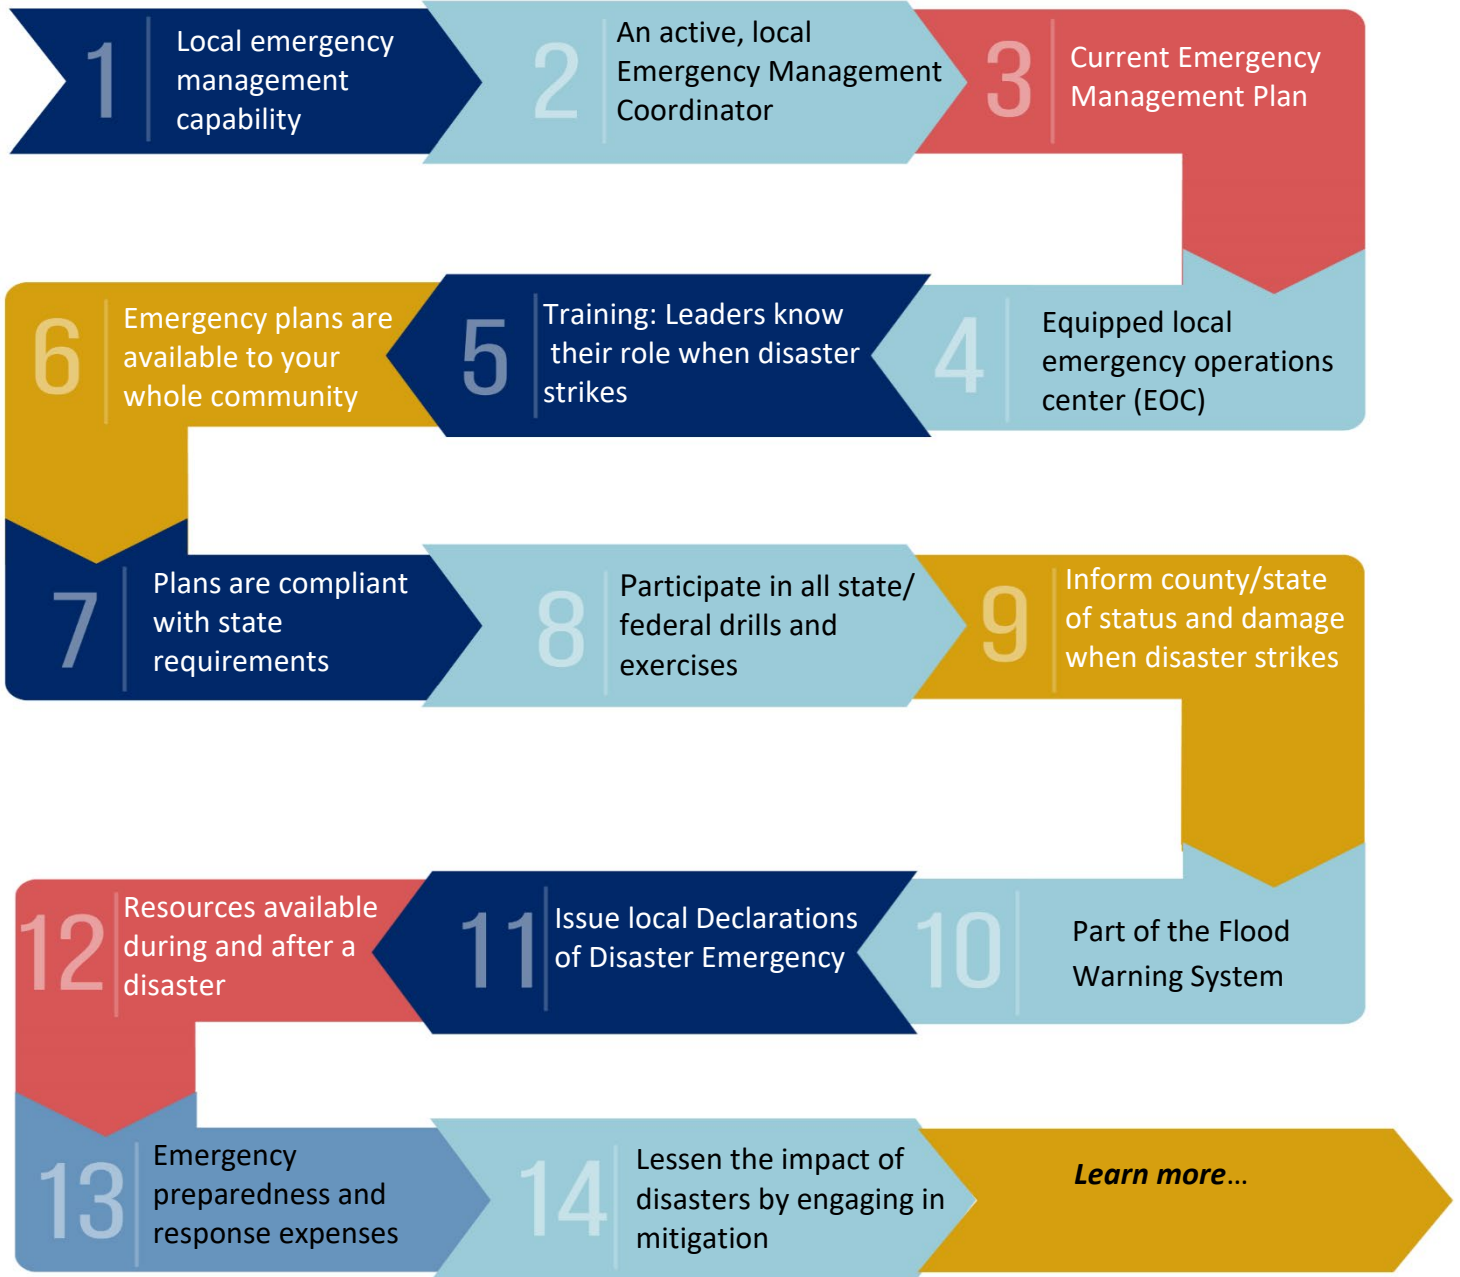 1
Local emergency
management
capability
2
An active, local
Emergency Management
Coordinator
3
Current Emergency
Management Plan
4
Equipped local
emergency operations
center (EOC)
5
Training: Leaders know
their role when disaster
strikes
6
Emergency plans are
available to your
whole community
7
Plans are compliant
with state
requirements
8
Participate in all state/
federal drills and
exercises
9
Inform county/state
of status and damage
when disaster strikes
10
Part of the Flood
Warning System
11
Issue local Declarations
of Disaster Emergency
12
Resources available
during and after a
disaster
13
Emergency
preparedness and
response expenses
14
Lessen the impact of
disasters by engaging in
mitigation
Learn more...